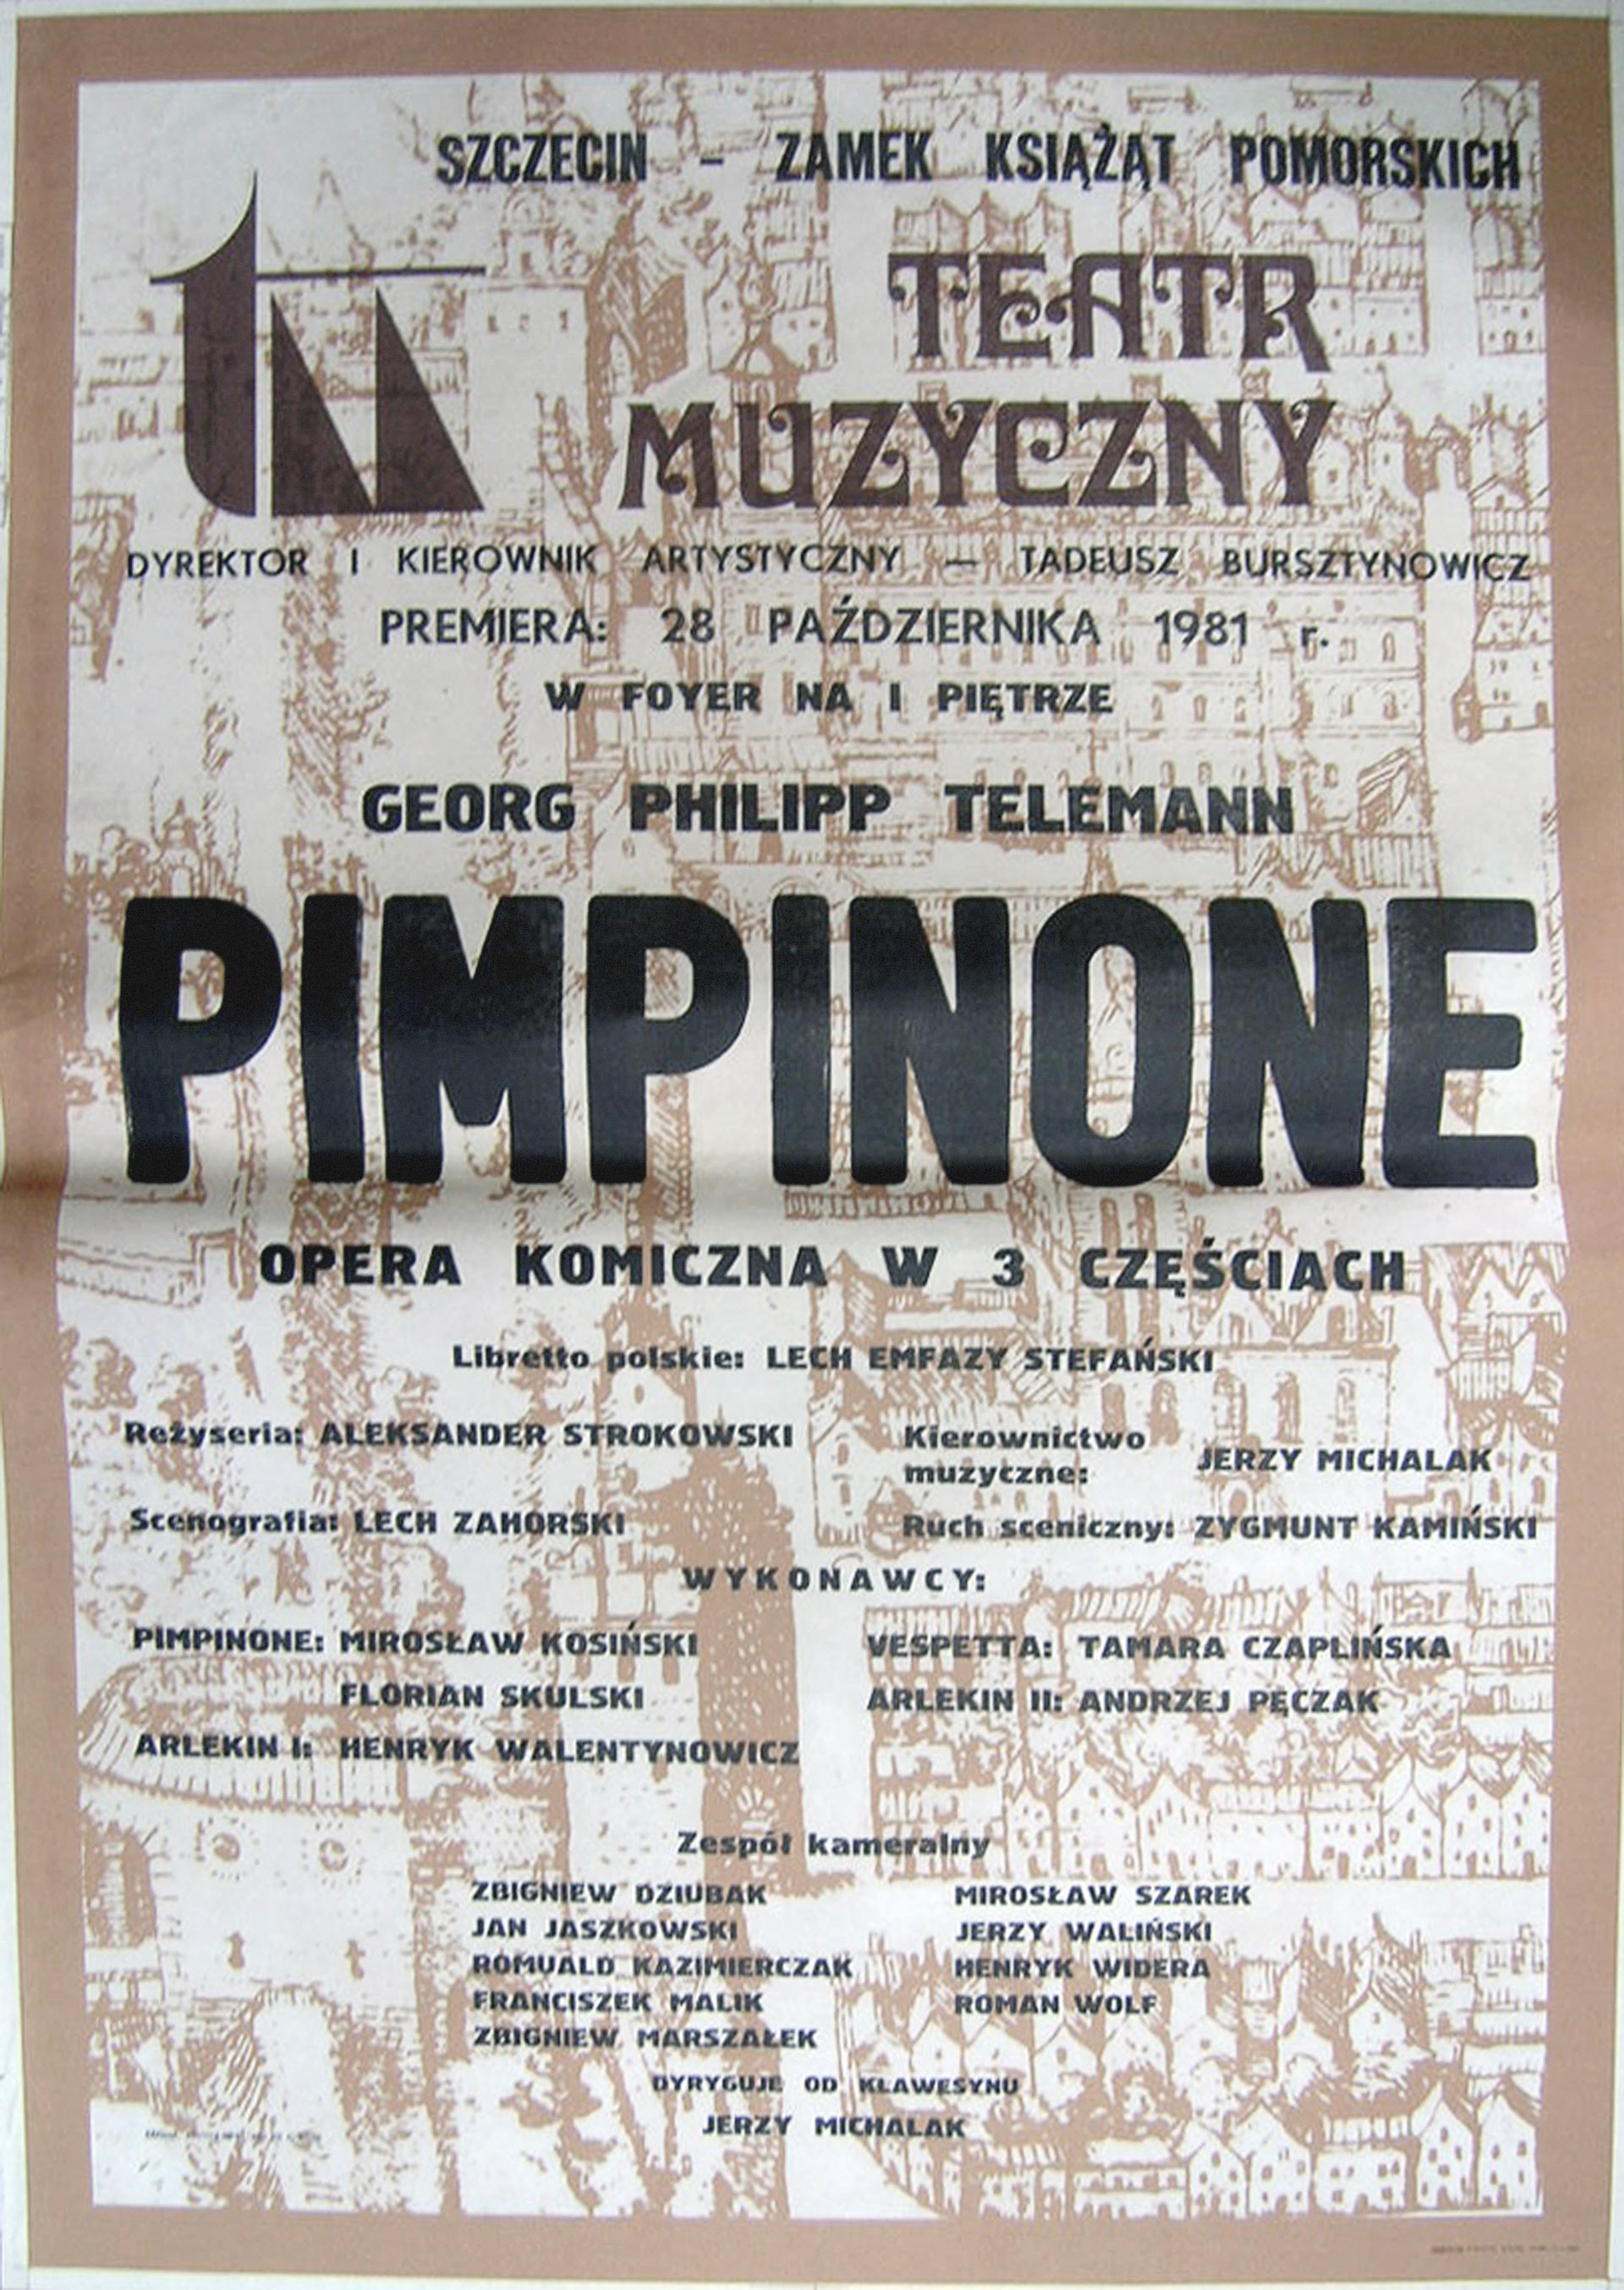 SZCZECIN - ZAMEK KSIĄŻĄT POMORSKICH
tm
TEATR
MUZYCZNY
DYREKTOR I KIEROWNIK ARTYSTYCZNY — TADEUSZ BURSZTYNOWICZ
PREMIERA: 28 PAŹDZIERNIKA 1981 r.
W FOYER NA I PIĘTRZE
GEORG PHILIPP TELEMANN
PIMPINONE
OPERA KOMICZNA W 3 CZĘŚCIACH
Libretto polskie: LECH EMFAZY STEFAŃSKI
Reżyseria: ALEKSANDER STROKOWSKI
Kierownictwo muzyczne: JERZY MICHALAK
Scenografia: LECH ZAHORSKI
Ruch sceniczny: ZYGMUNT KAMIŃSKI
WYKONAWCY:
PIMPINONE: MIROSŁAW KOSIŃSKI
FLORIAN SKULSKI
ARLEKIN I: HENRYK WALENTYNOWICZ
VESPETTA: TAMARA CZAPLIŃSKA
ARLEKIN II: ANDRZEJ PĘCZAK
Zespół kameralny
ZBIGNIEW DZIUBAK
JAN JASZKOWSKI
ROMUALD KAZIMIERCZAK
FRANCISZEK MALIK
ZBIGNIEW MARSZAŁEK
MIROSŁAW SZAREK
JERZY WALIŃSKI
HENRYK WIDERA
ROMAN WOLF
DYRYGUJE OD KLAWESYNU
JERZY MICHALAK